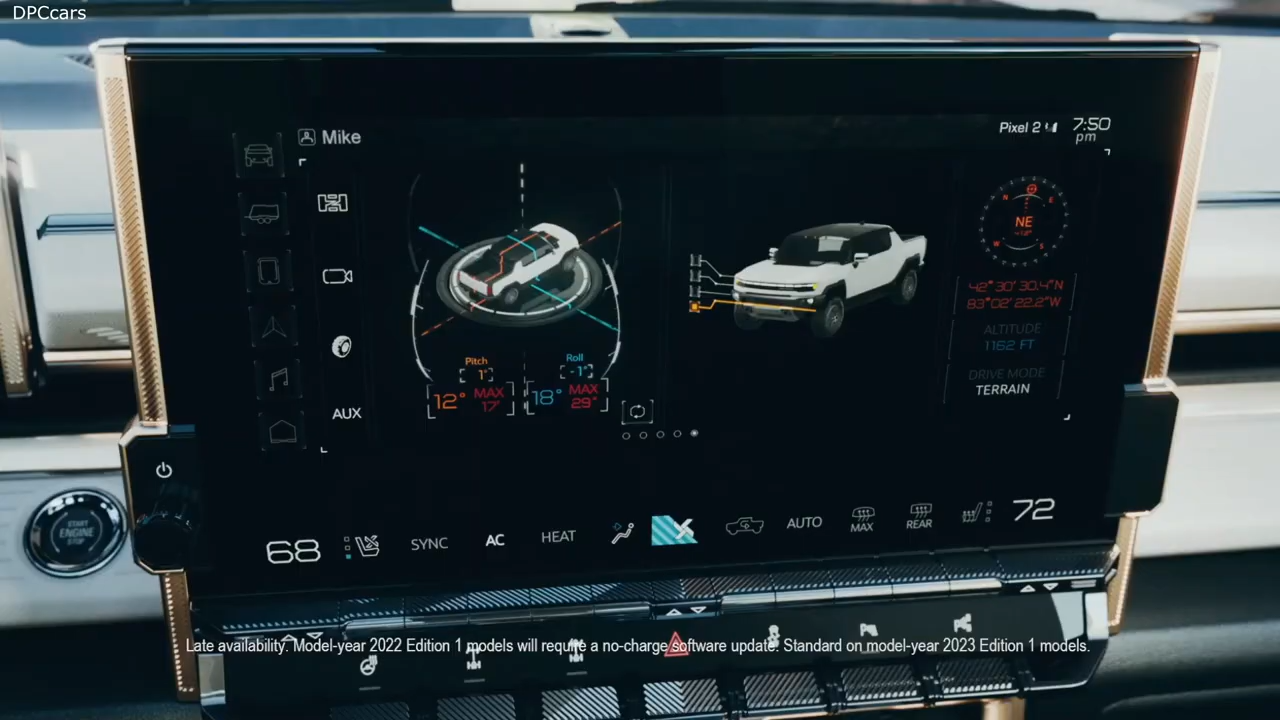 DPCcars
Mike
Pixel 2
7:50
pm
N
E
NE
W
S
42° 30' 30.4"N
83°02' 22.2"W
ALTITUDE
1162 FT
DRIVE MODE
TERRAIN
Pitch
1°
12°
MAX
17°
Roll
-1°
18°
MAX
29°
AUX
68
SYNC
AC
HEAT
AUTO
MAX
REAR
72
START
ENGINE
STOP
Late availability. Model-year 2022 Edition 1 models will require a no-charge software update. Standard on model-year 2023 Edition 1 models.